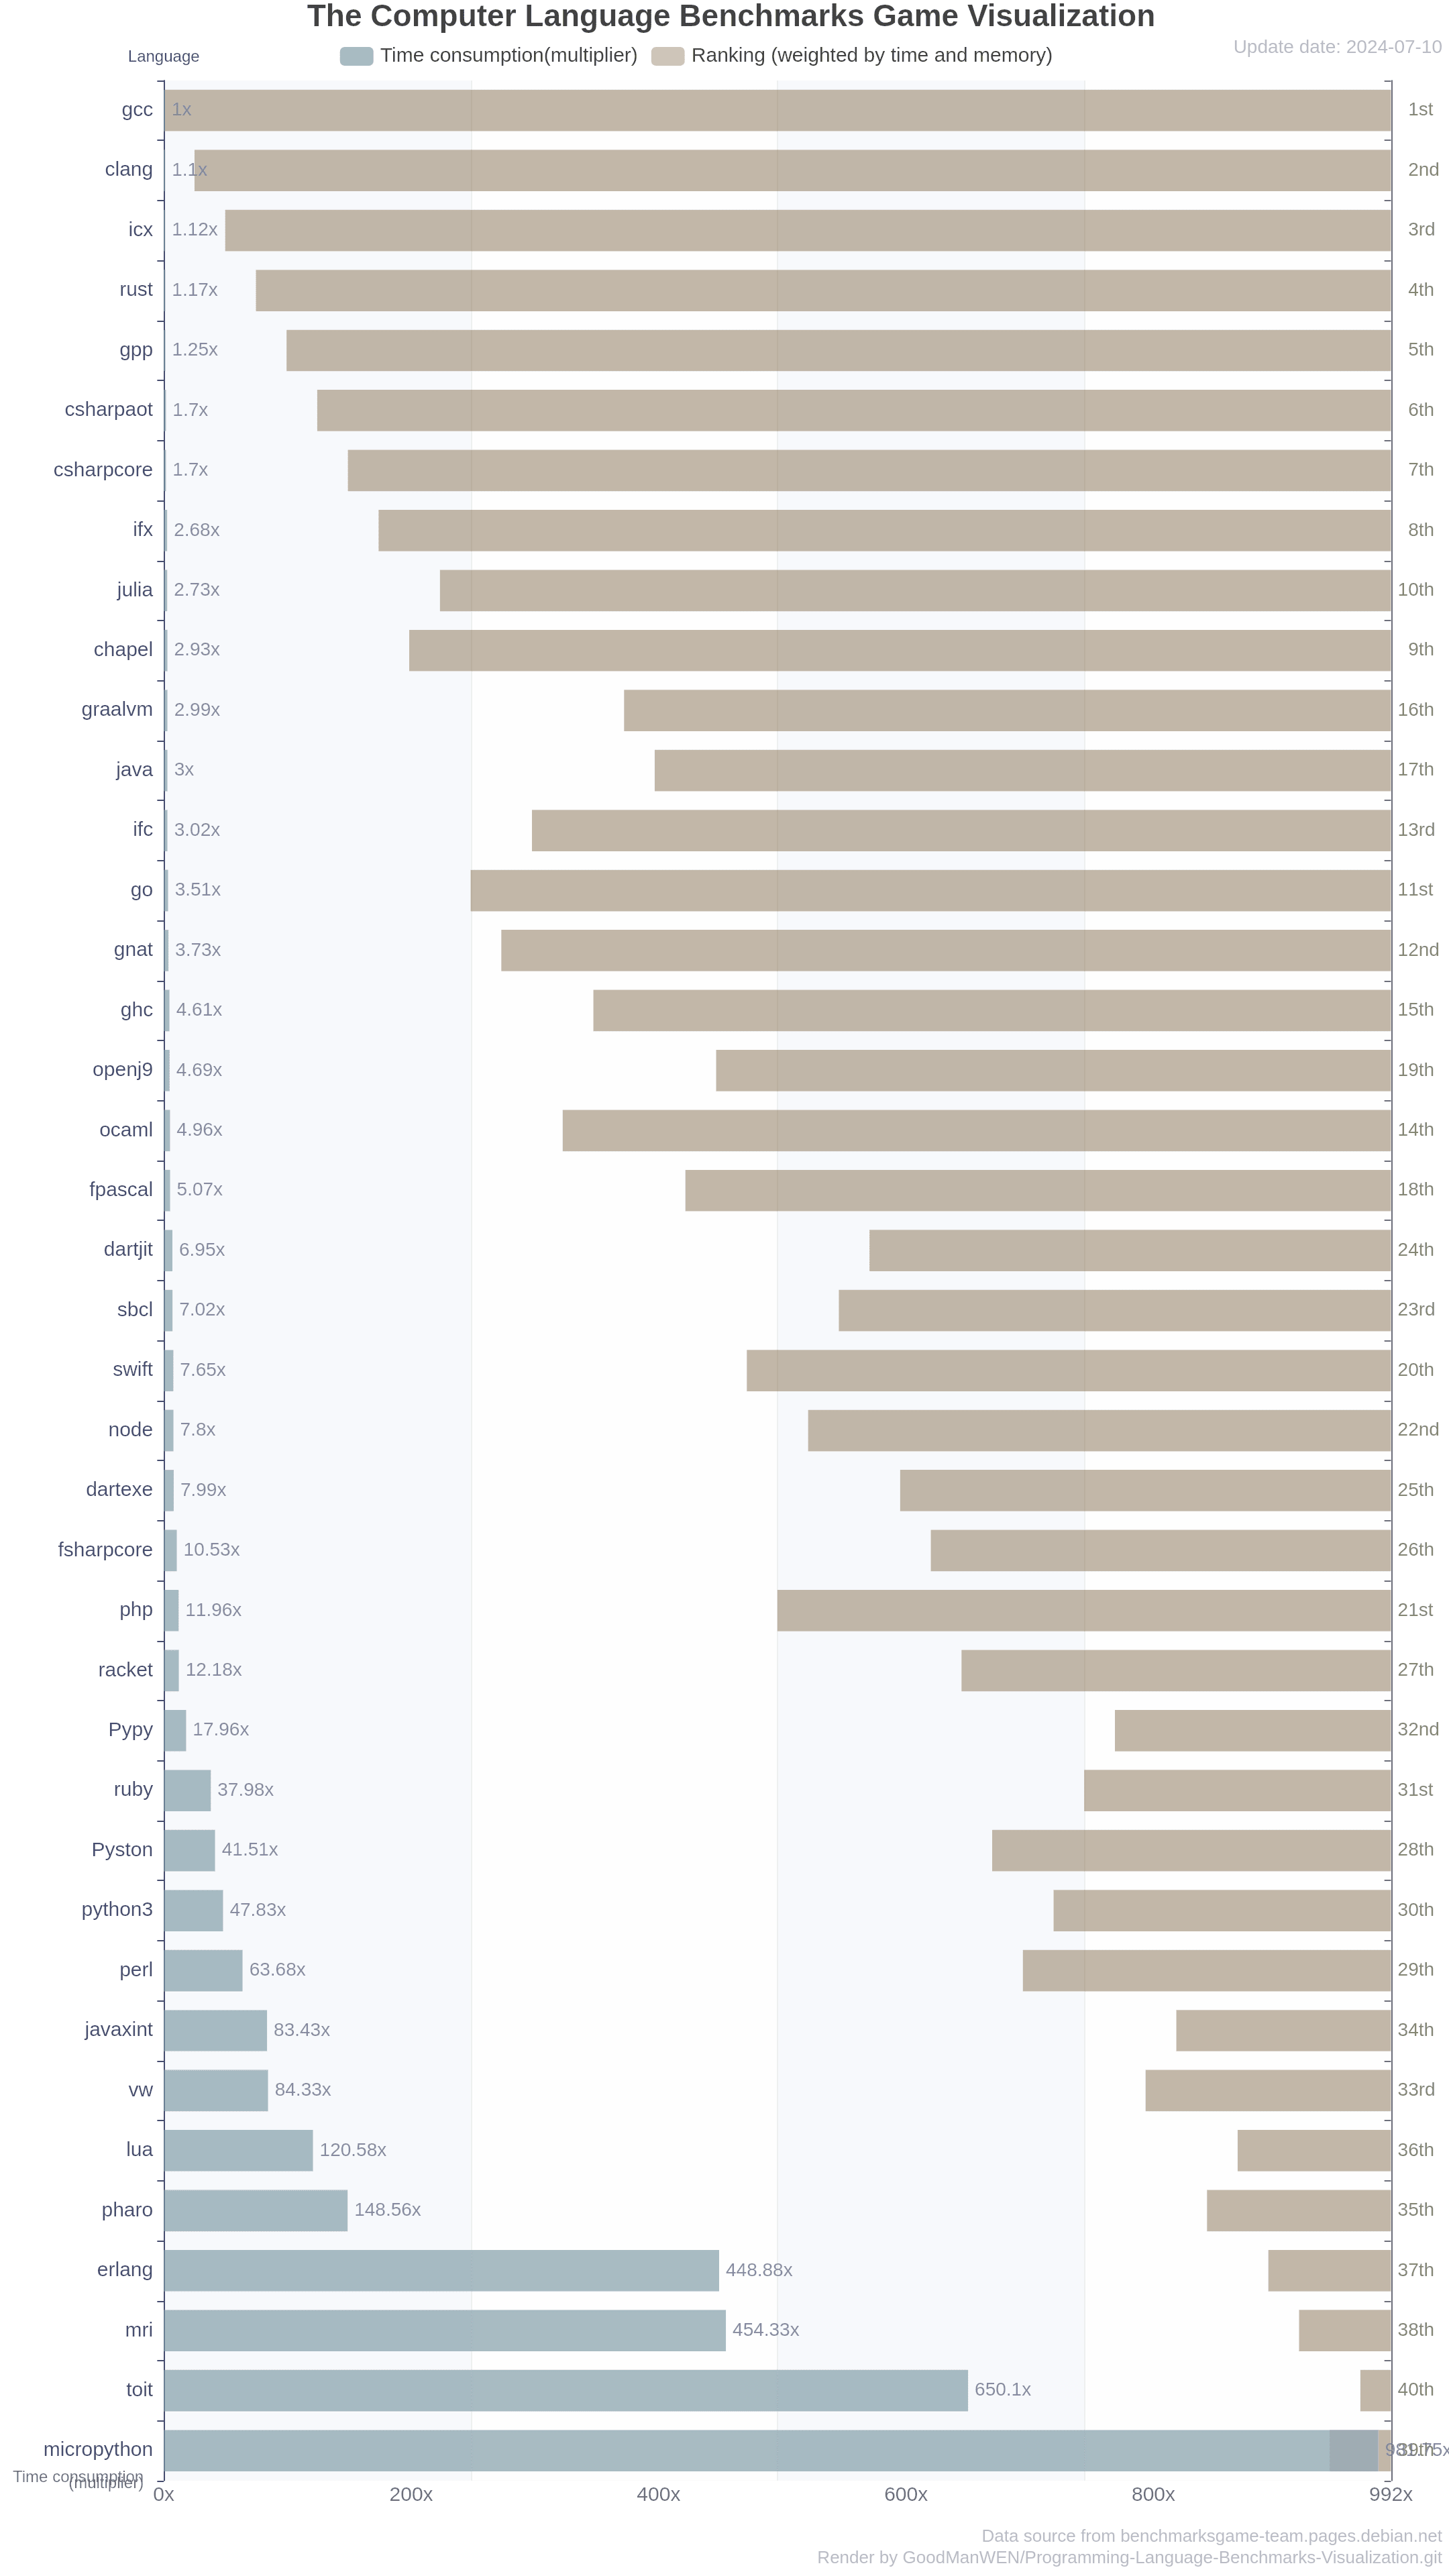 The Computer Language Benchmarks Game Visualization
Language
Time consumption(multiplier) Ranking (weighted by time and memory)
Update date: 2024-07-10
gcc 1x 1st
clang 1.1x 2nd
icx 1.12x 3rd
rust 1.17x 4th
gpp 1.25x 5th
csharpaot 1.7x 6th
csharpcore 1.7x 7th
ifx 2.68x 8th
julia 2.73x 10th
chapel 2.93x 9th
graalvm 2.99x 16th
java 3x 17th
ifc 3.02x 13rd
go 3.51x 11st
gnat 3.73x 12nd
ghc 4.61x 15th
openj9 4.69x 19th
ocaml 4.96x 14th
fpascal 5.07x 18th
dartjit 6.95x 24th
sbcl 7.02x 23rd
swift 7.65x 20th
node 7.8x 22nd
dartexe 7.99x 25th
fsharpcore 10.53x 26th
php 11.96x 21st
racket 12.18x 27th
Pypy 17.96x 32nd
ruby 37.98x 31st
Pyston 41.51x 28th
python3 47.83x 30th
perl 63.68x 29th
javaxint 83.43x 34th
vw 84.33x 33rd
lua 120.58x 36th
pharo 148.56x 35th
erlang 448.88x 37th
mri 454.33x 38th
toit 650.1x 40th
micropython 981.75x 39th
Time consumption
(multiplier)
0x 200x 400x 600x 800x 992x
Data source from benchmarksgame-team.pages.debian.net
Render by GoodManWEN/Programming-Language-Benchmarks-Visualization.git